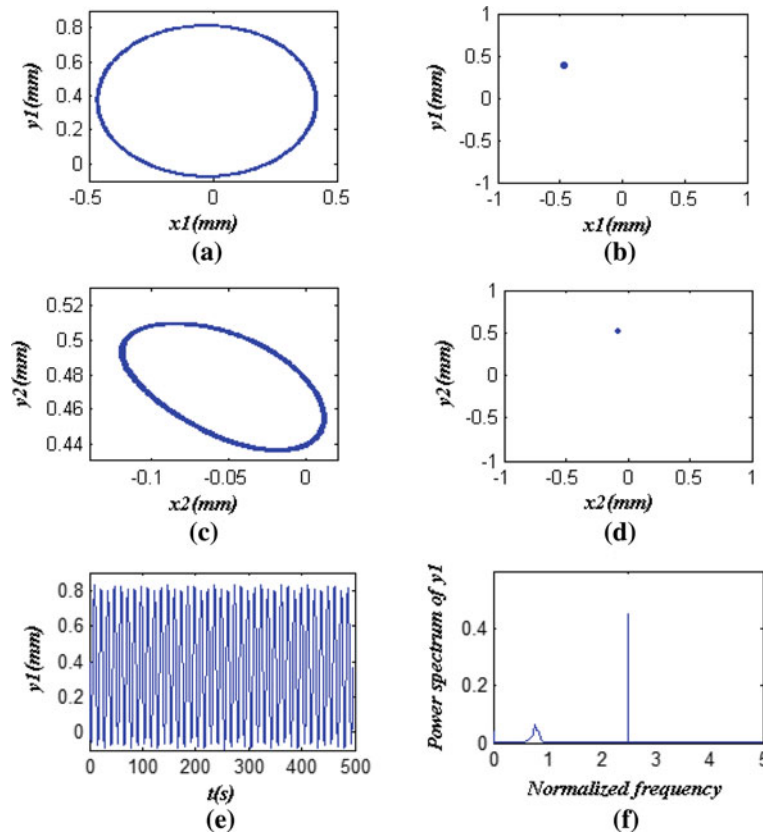 0.8
0.6
0.4
0.2
0
y1(mm)
-0.5 0 0.5
x1(mm)
(a)
1
0.5
0
-0.5
-1
y1(mm)
-1 -0.5 0 0.5 1
x1(mm)
(b)
0.52
0.5
0.48
0.46
0.44
y2(mm)
-0.1 -0.05 0
x2(mm)
(c)
1
0.5
0
-0.5
-1
y2(mm)
-1 -0.5 0 0.5 1
x2(mm)
(d)
0.8
0.6
0.4
0.2
0
y1(mm)
0 100 200 300 400 500
t(s)
(e)
0.4
0.2
0
Power spectrum of y1
0 1 2 3 4 5
Normalized frequency
(f)